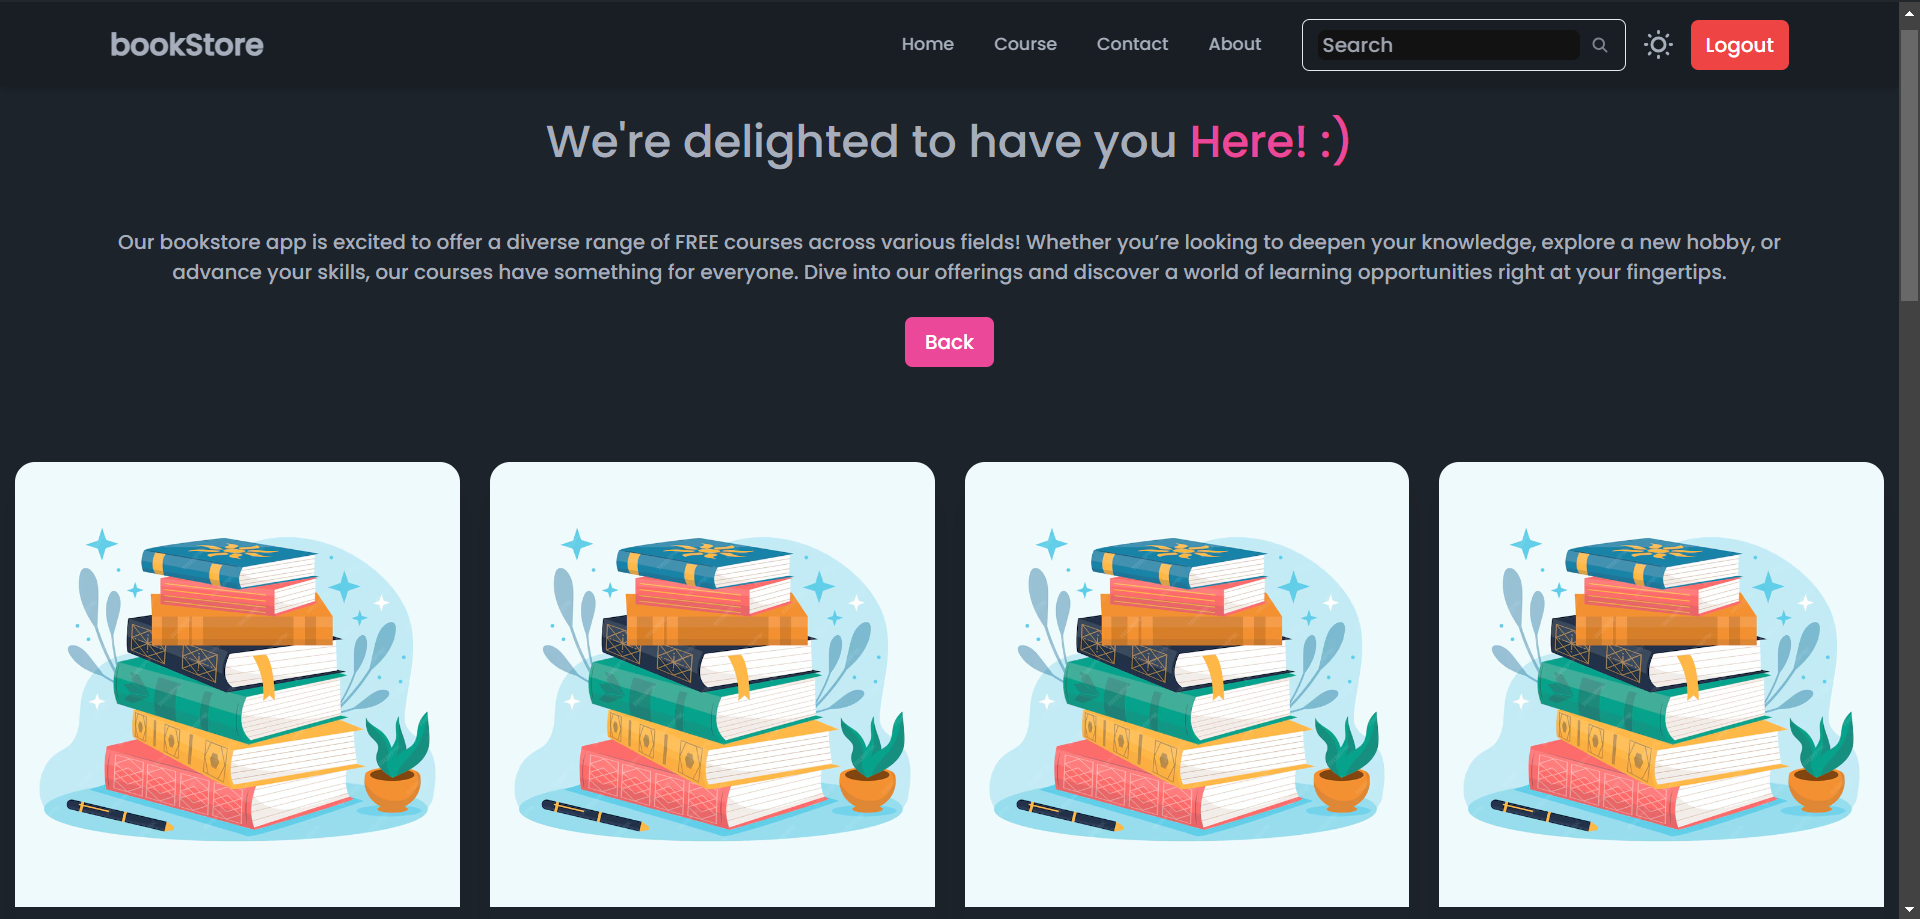 bookStore
Home
Course
Contact
About
Search
Logout
We're delighted to have you Here! :)
Our bookstore app is excited to offer a diverse range of FREE courses across various fields! Whether you’re looking to deepen your knowledge, explore a new hobby, or
advance your skills, our courses have something for everyone. Dive into our offerings and discover a world of learning opportunities right at your fingertips.
Back